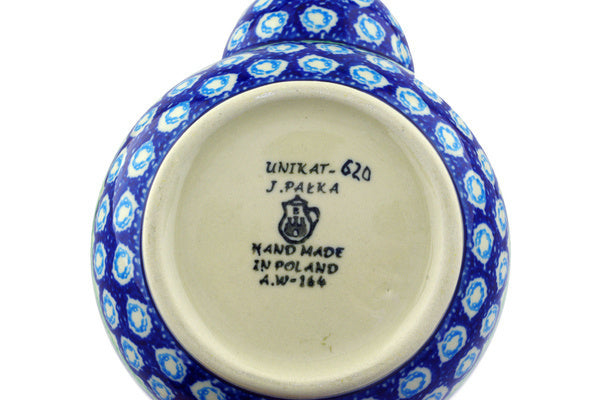 UNIKAT-620
J.PAŁKA
B
HAND MADE
IN POLAND
A.W-164